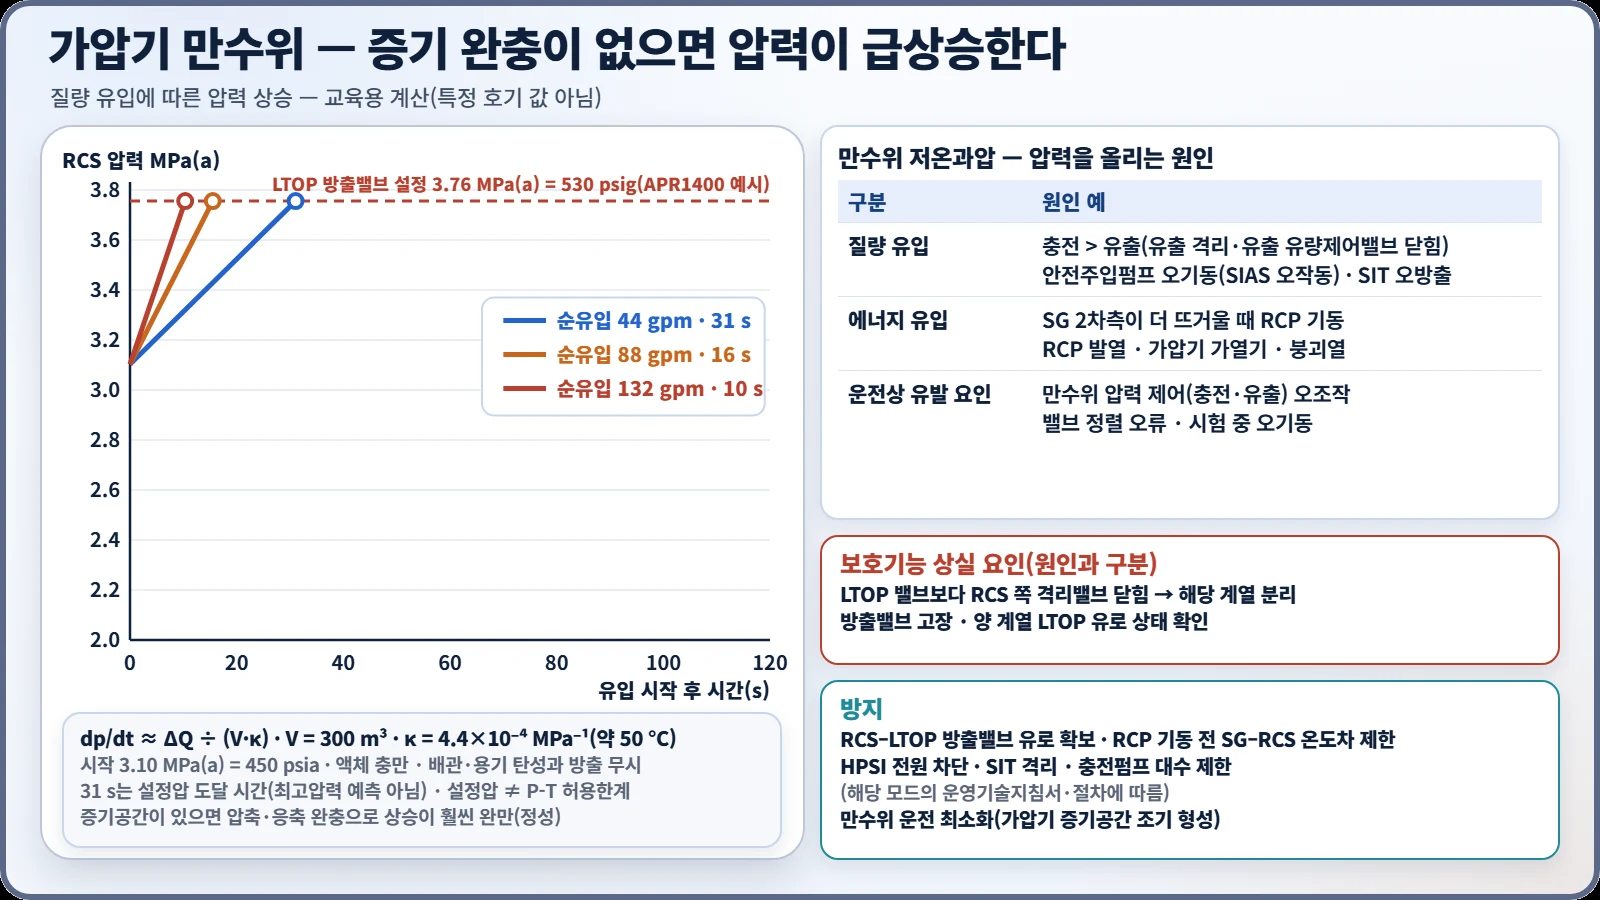 가압기 만수위 — 증기 완충이 없으면 압력이 급상승한다
질량 유입에 따른 압력 상승 — 교육용 계산(특정 호기 값 아님)
RCS 압력 MPa(a)
LTOP 방출밸브 설정 3.76 MPa(a) = 530 psig(APR1400 예시)
3.8
3.6
3.4
3.2
3.0
2.8
2.6
2.4
2.2
2.0
순유입 44 gpm · 31 s
순유입 88 gpm · 16 s
순유입 132 gpm · 10 s
0 20 40 60 80 100 120
유입 시작 후 시간(s)
dp/dt ≈ ΔQ ÷ (V·κ) · V = 300 m³ · κ = 4.4×10⁻⁴ MPa⁻¹(약 50 °C)
시작 3.10 MPa(a) = 450 psia · 액체 충만 · 배관·용기 탄성과 방출 무시
31 s는 설정압 도달 시간(최고압력 예측 아님) · 설정압 ≠ P-T 허용한계
증기공간이 있으면 압축·응축 완충으로 상승이 훨씬 완만(정성)
만수위 저온과압 — 압력을 올리는 원인
구분 원인 예
질량 유입 충전 > 유출(유출 격리·유출 유량제어밸브 닫힘)
안전주입펌프 오기동(SIAS 오작동) · SIT 오방출
에너지 유입 SG 2차측이 더 뜨거울 때 RCP 기동
RCP 발열 · 가압기 가열기 · 붕괴열
운전상 유발 요인 만수위 압력 제어(충전·유출) 오조작
밸브 정렬 오류 · 시험 중 오기동
보호기능 상실 요인(원인과 구분)
LTOP 밸브보다 RCS 쪽 격리밸브 닫힘 → 해당 계열 분리
방출밸브 고장 · 양 계열 LTOP 유로 상태 확인
방지
RCS–LTOP 방출밸브 유로 확보 · RCP 기동 전 SG–RCS 온도차 제한
HPSI 전원 차단 · SIT 격리 · 충전펌프 대수 제한
(해당 모드의 운영기술지침서·절차에 따름)
만수위 운전 최소화(가압기 증기공간 조기 형성)